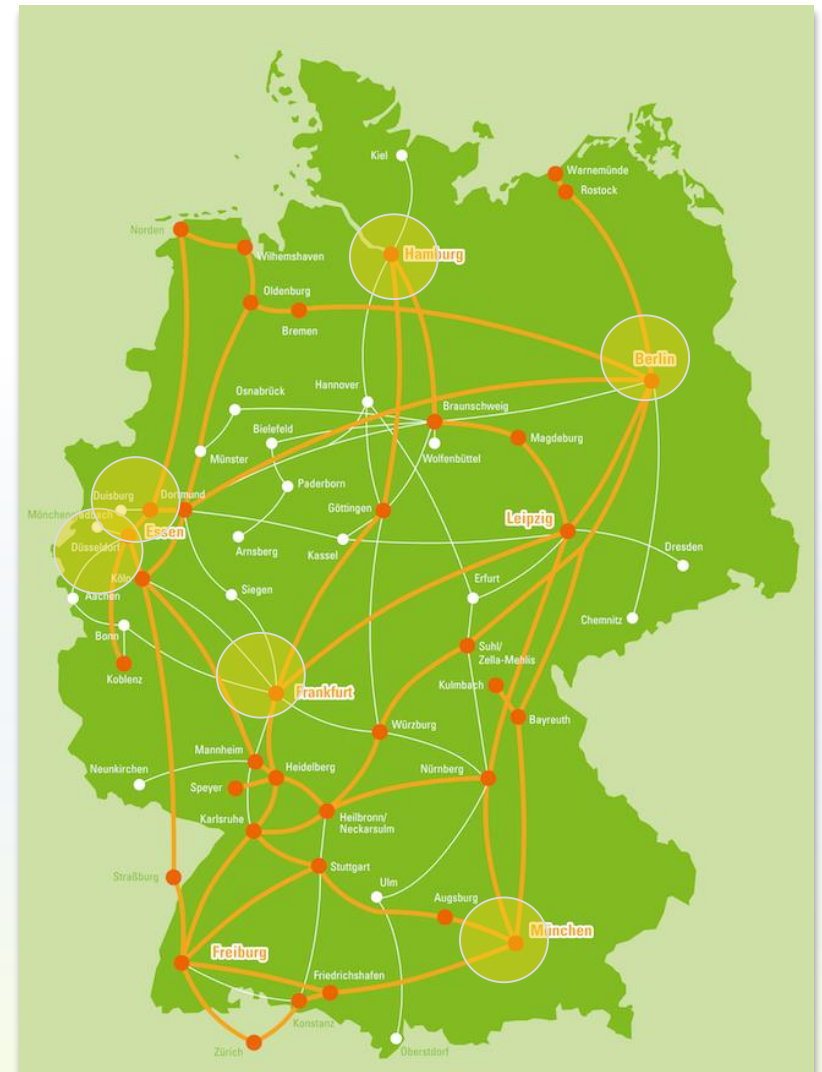 Kiel
Warnemünde
Rostock
Norden
Wilhemshaven
Hamburg
Oldenburg
Bremen
Berlin
Osnabrück
Hannover
Braunschweig
Bielefeld
Magdeburg
Münster
Wolfenbüttel
Paderborn
Duisburg
Dortmund
Göttingen
Mönchengladbach
Essen
Leipzig
Düsseldorf
Arnsberg
Kassel
Dresden
Köln
Erfurt
Siegen
Aachen
Chemnitz
Bonn
Suhl/
Zella-Mehlis
Koblenz
Kulmbach
Frankfurt
Bayreuth
Würzburg
Mannheim
Neunkirchen
Heidelberg
Nürnberg
Speyer
Karlsruhe
Heilbronn/
Neckarsulm
Stuttgart
Straßburg
Ulm
Augsburg
München
Freiburg
Friedrichshafen
Konstanz
Zürich
Oberstdorf